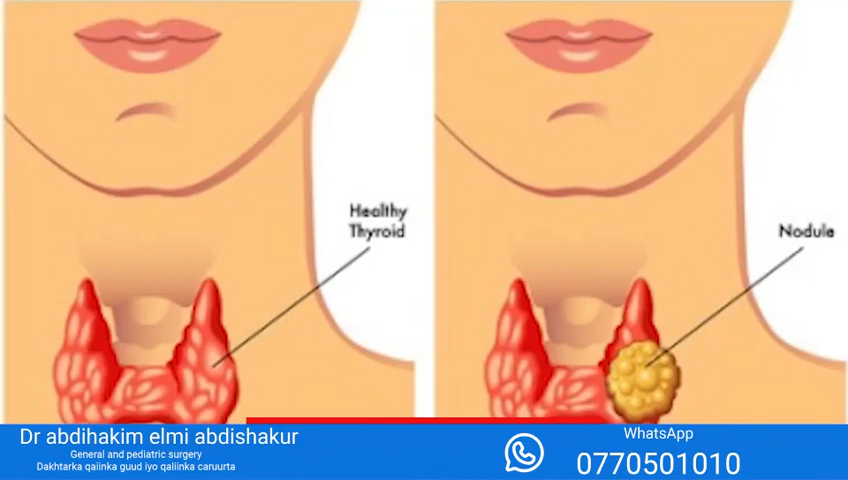 Healthy
Thyroid
Nodule
Dr abdihakim elmi abdishakur
General and pediatric surgery
Dakhtarka qaliinka guud iyo qaliinka caruurta
WhatsApp
0770501010